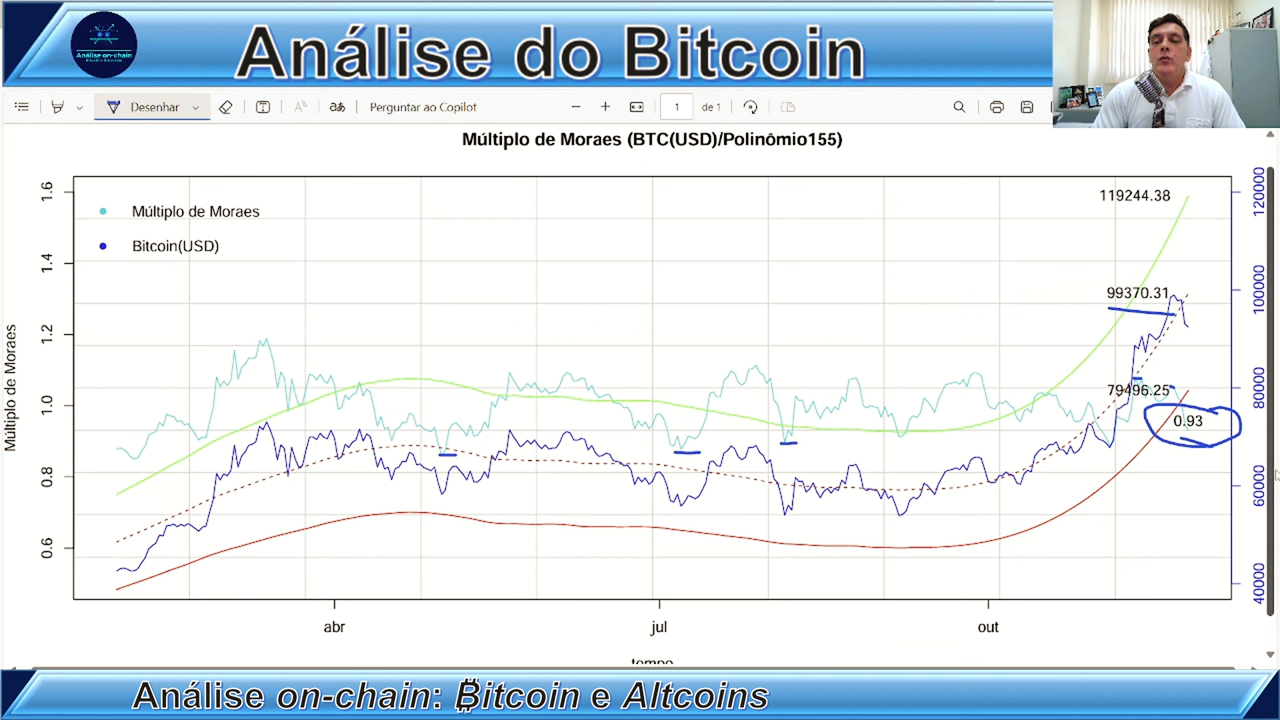 Análise do Bitcoin
Análise on-chain
Desenhar
Perguntar ao Copilot
1
de 1
Múltiplo de Moraes (BTC(USD)/Polinômio155)
Múltiplo de Moraes
Bitcoin(USD)
119244.38
99370.31
79496.25
0.93
Múltiplo de Moraes
1.6
1.4
1.2
1.0
0.8
0.6
120000
100000
80000
60000
40000
abr
jul
out
tempo
Análise on-chain: ₿itcoin e Altcoins